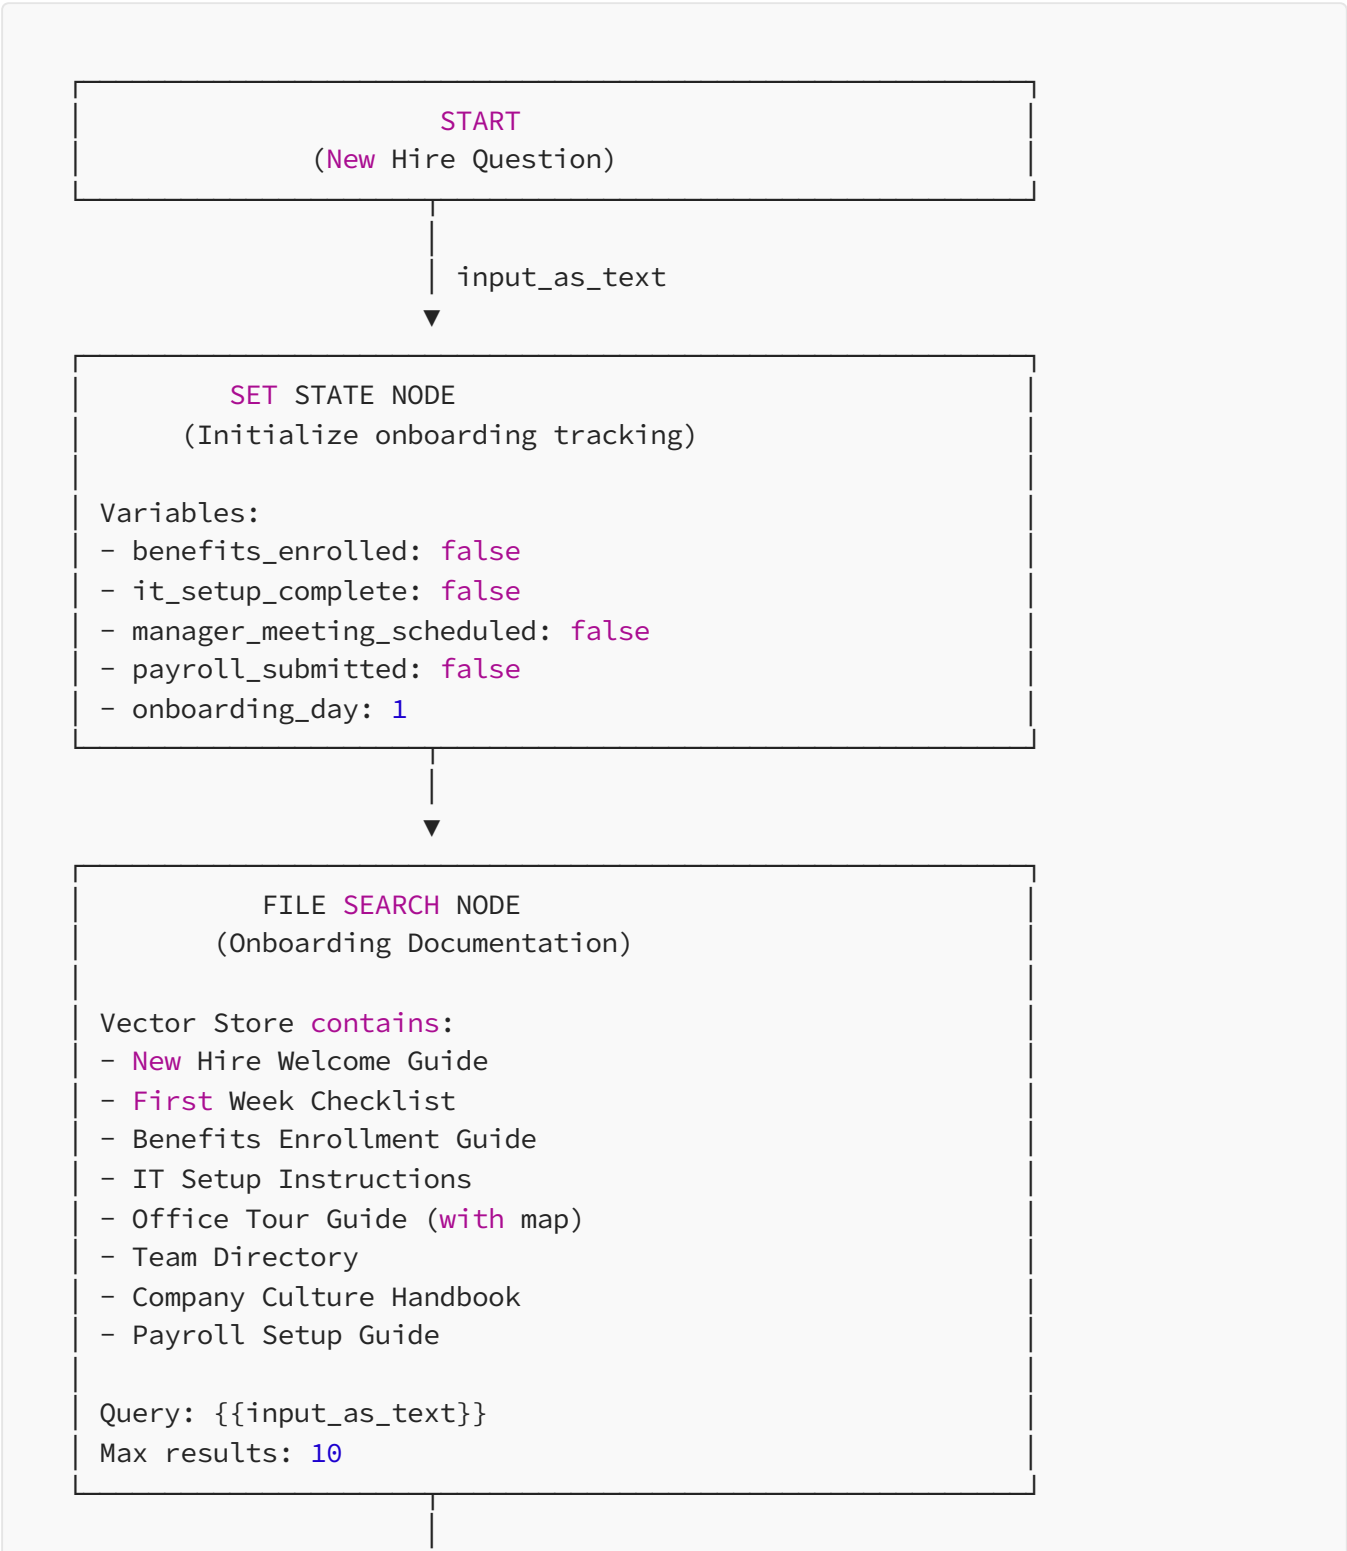 START
(New Hire Question)
input_as_text
▼
SET STATE NODE
(Initialize onboarding tracking)
Variables:
- benefits_enrolled: false
- it_setup_complete: false
- manager_meeting_scheduled: false
- payroll_submitted: false
- onboarding_day: 1
▼
FILE SEARCH NODE
(Onboarding Documentation)
Vector Store contains:
- New Hire Welcome Guide
- First Week Checklist
- Benefits Enrollment Guide
- IT Setup Instructions
- Office Tour Guide (with map)
- Team Directory
- Company Culture Handbook
- Payroll Setup Guide
Query: {{input_as_text}}
Max results: 10